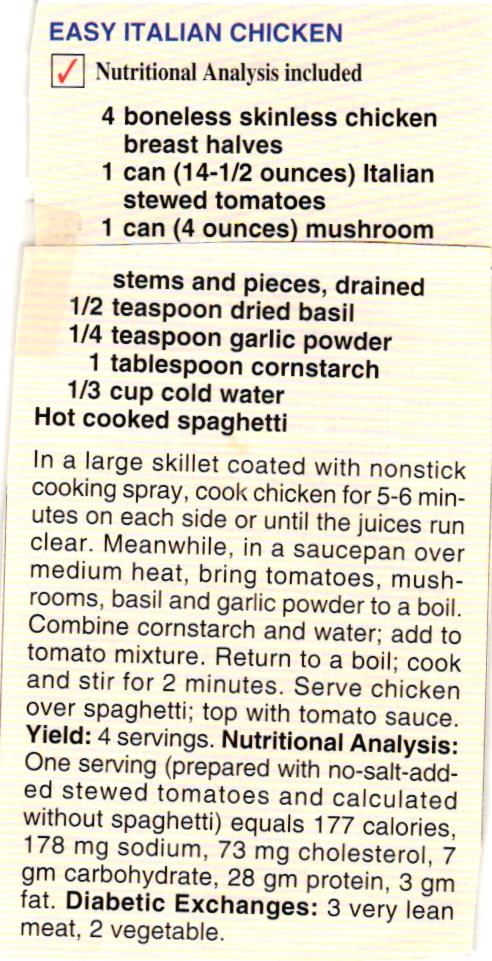 EASY ITALIAN CHICKEN
Nutritional Analysis included
4 boneless skinless chicken
breast halves
1 can (14-1/2 ounces) Italian
stewed tomatoes
1 can (4 ounces) mushroom
stems and pieces, drained
1/2 teaspoon dried basil
1/4 teaspoon garlic powder
1 tablespoon cornstarch
1/3 cup cold water
Hot cooked spaghetti
In a large skillet coated with nonstick
cooking spray, cook chicken for 5-6 min-
utes on each side or until the juices run
clear. Meanwhile, in a saucepan over
medium heat, bring tomatoes, mush-
rooms, basil and garlic powder to a boil.
Combine cornstarch and water; add to
tomato mixture. Return to a boil; cook
and stir for 2 minutes. Serve chicken
over spaghetti; top with tomato sauce.
Yield: 4 servings. Nutritional Analysis:
One serving (prepared with no-salt-add-
ed stewed tomatoes and calculated
without spaghetti) equals 177 calories,
178 mg sodium, 73 mg cholesterol, 7
gm carbohydrate, 28 gm protein, 3 gm
fat. Diabetic Exchanges: 3 very lean
meat, 2 vegetable.